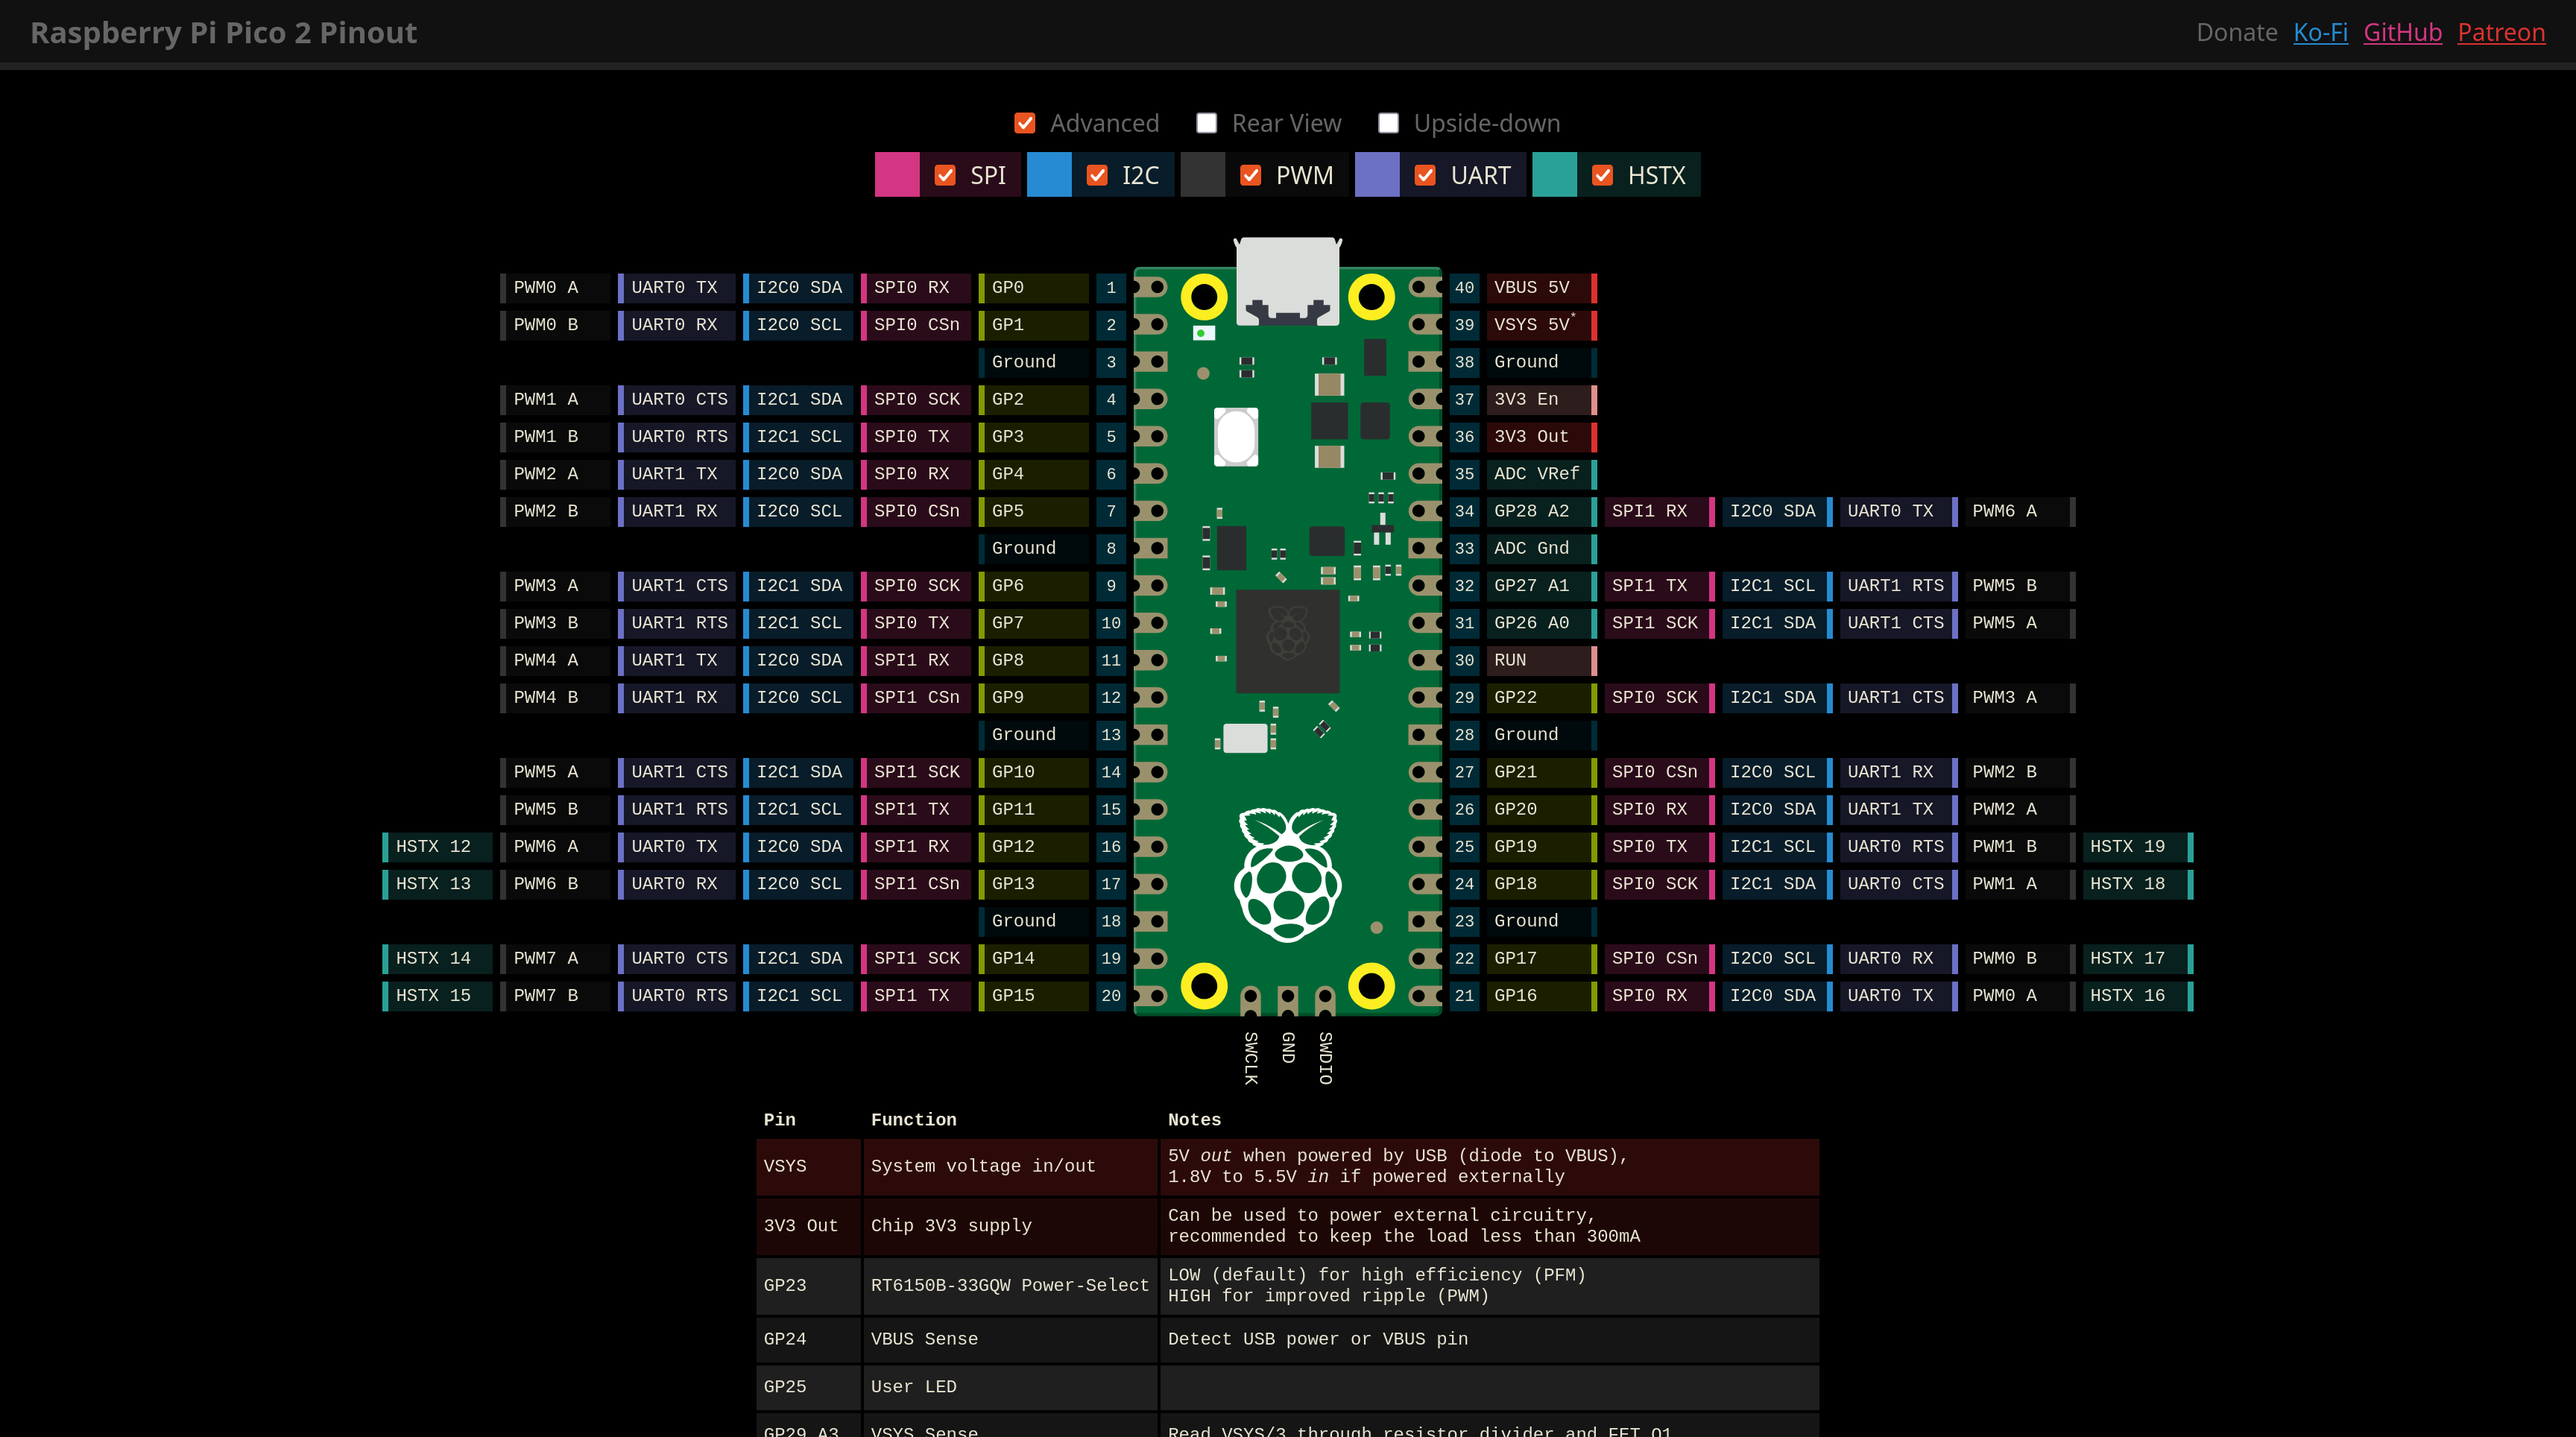 Raspberry Pi Pico 2 Pinout Donate Ko-Fi GitHub Patreon
Advanced Rear View Upside-down
SPI I2C PWM UART HSTX
PWM0 A UART0 TX I2C0 SDA SPI0 RX GP0 1 40 VBUS 5V
PWM0 B UART0 RX I2C0 SCL SPI0 CSn GP1 2 39 VSYS 5V*
Ground 3 38 Ground
PWM1 A UART0 CTS I2C1 SDA SPI0 SCK GP2 4 37 3V3 En
PWM1 B UART0 RTS I2C1 SCL SPI0 TX GP3 5 36 3V3 Out
PWM2 A UART1 TX I2C0 SDA SPI0 RX GP4 6 35 ADC VRef
PWM2 B UART1 RX I2C0 SCL SPI0 CSn GP5 7 34 GP28 A2 SPI1 RX I2C0 SDA UART0 TX PWM6 A
Ground 8 33 ADC Gnd
PWM3 A UART1 CTS I2C1 SDA SPI0 SCK GP6 9 32 GP27 A1 SPI1 TX I2C1 SCL UART1 RTS PWM5 B
PWM3 B UART1 RTS I2C1 SCL SPI0 TX GP7 10 31 GP26 A0 SPI1 SCK I2C1 SDA UART1 CTS PWM5 A
PWM4 A UART1 TX I2C0 SDA SPI1 RX GP8 11 30 RUN
PWM4 B UART1 RX I2C0 SCL SPI1 CSn GP9 12 29 GP22 SPI0 SCK I2C1 SDA UART1 CTS PWM3 A
Ground 13 28 Ground
PWM5 A UART1 CTS I2C1 SDA SPI1 SCK GP10 14 27 GP21 SPI0 CSn I2C0 SCL UART1 RX PWM2 B
PWM5 B UART1 RTS I2C1 SCL SPI1 TX GP11 15 26 GP20 SPI0 RX I2C0 SDA UART1 TX PWM2 A
HSTX 12 PWM6 A UART0 TX I2C0 SDA SPI1 RX GP12 16 25 GP19 SPI0 TX I2C1 SCL UART0 RTS PWM1 B HSTX 19
HSTX 13 PWM6 B UART0 RX I2C0 SCL SPI1 CSn GP13 17 24 GP18 SPI0 SCK I2C1 SDA UART0 CTS PWM1 A HSTX 18
Ground 18 23 Ground
HSTX 14 PWM7 A UART0 CTS I2C1 SDA SPI1 SCK GP14 19 22 GP17 SPI0 CSn I2C0 SCL UART0 RX PWM0 B HSTX 17
HSTX 15 PWM7 B UART0 RTS I2C1 SCL SPI1 TX GP15 20 21 GP16 SPI0 RX I2C0 SDA UART0 TX PWM0 A HSTX 16
SWCLK GND SWDIO
Pin Function Notes
VSYS System voltage in/out 5V out when powered by USB (diode to VBUS),
1.8V to 5.5V in if powered externally
3V3 Out Chip 3V3 supply Can be used to power external circuitry,
recommended to keep the load less than 300mA
GP23 RT6150B-33GQW Power-Select LOW (default) for high efficiency (PFM)
HIGH for improved ripple (PWM)
GP24 VBUS Sense Detect USB power or VBUS pin
GP25 User LED
GP29 A3 VSYS Sense Read VSYS/3 through resistor divider and FET Q1